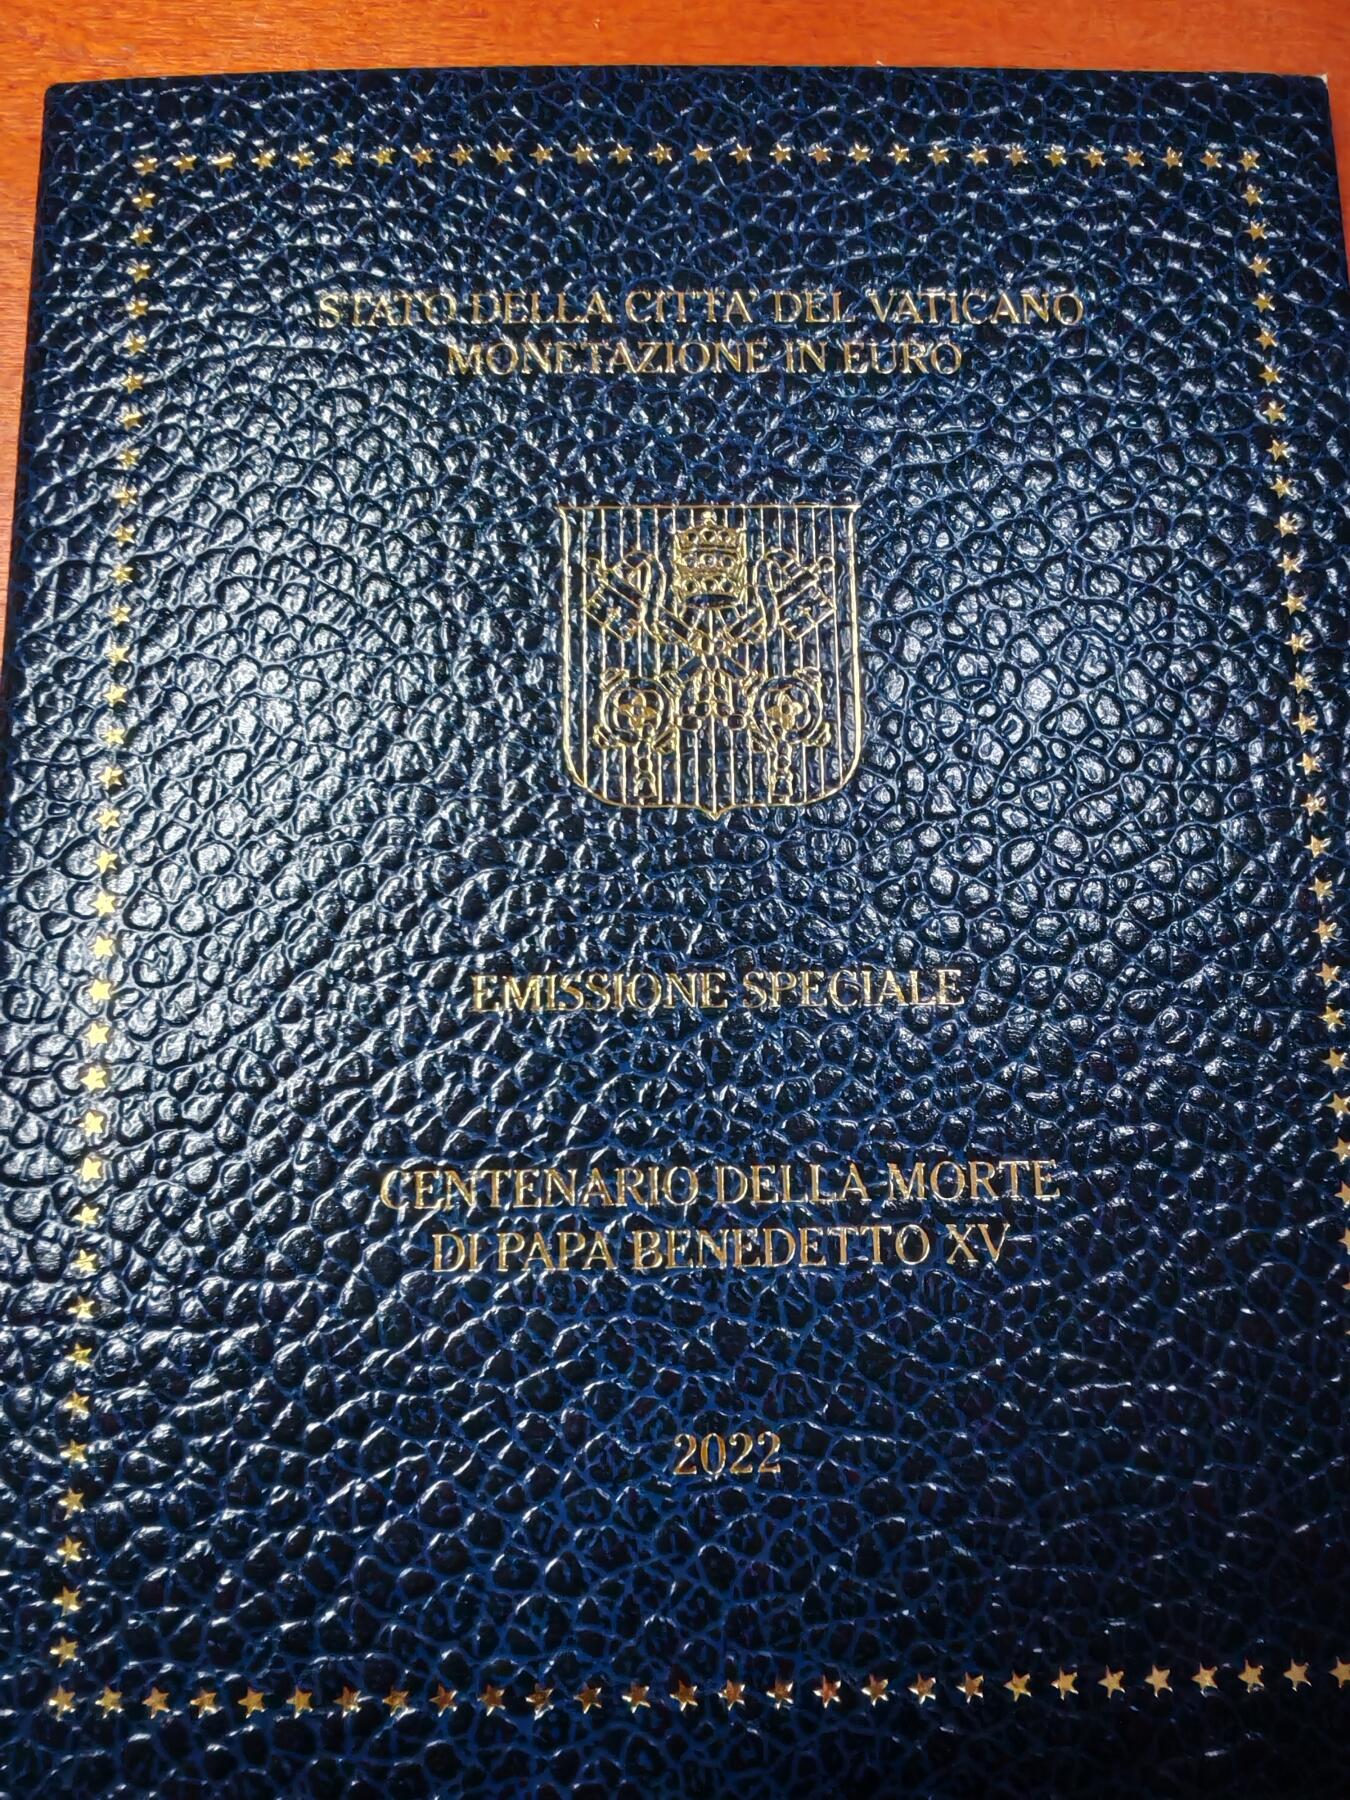 STATO DELLA CITTA' DEL VATICANO
MONETAZIONE IN EURO
EMISSIONE SPECIALE
CENTENARIO DELLA MORTE
DI PAPA BENEDETTO XV
2022